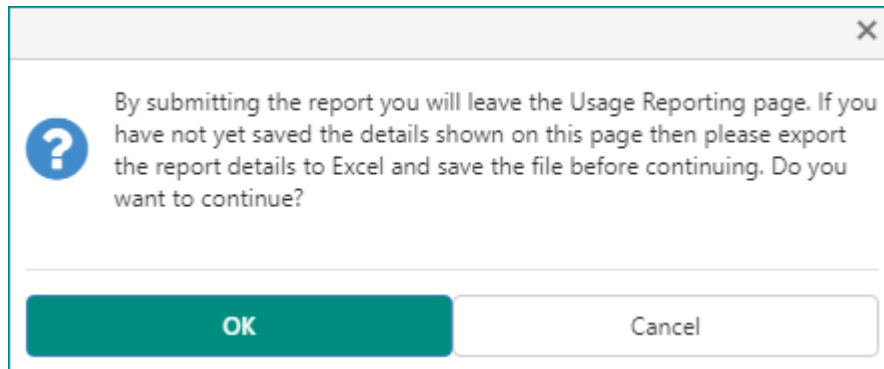 By submitting the report you will leave the Usage Reporting page. If you
have not yet saved the details shown on this page then please export
the report details to Excel and save the file before continuing. Do you
want to continue?
OK
Cancel